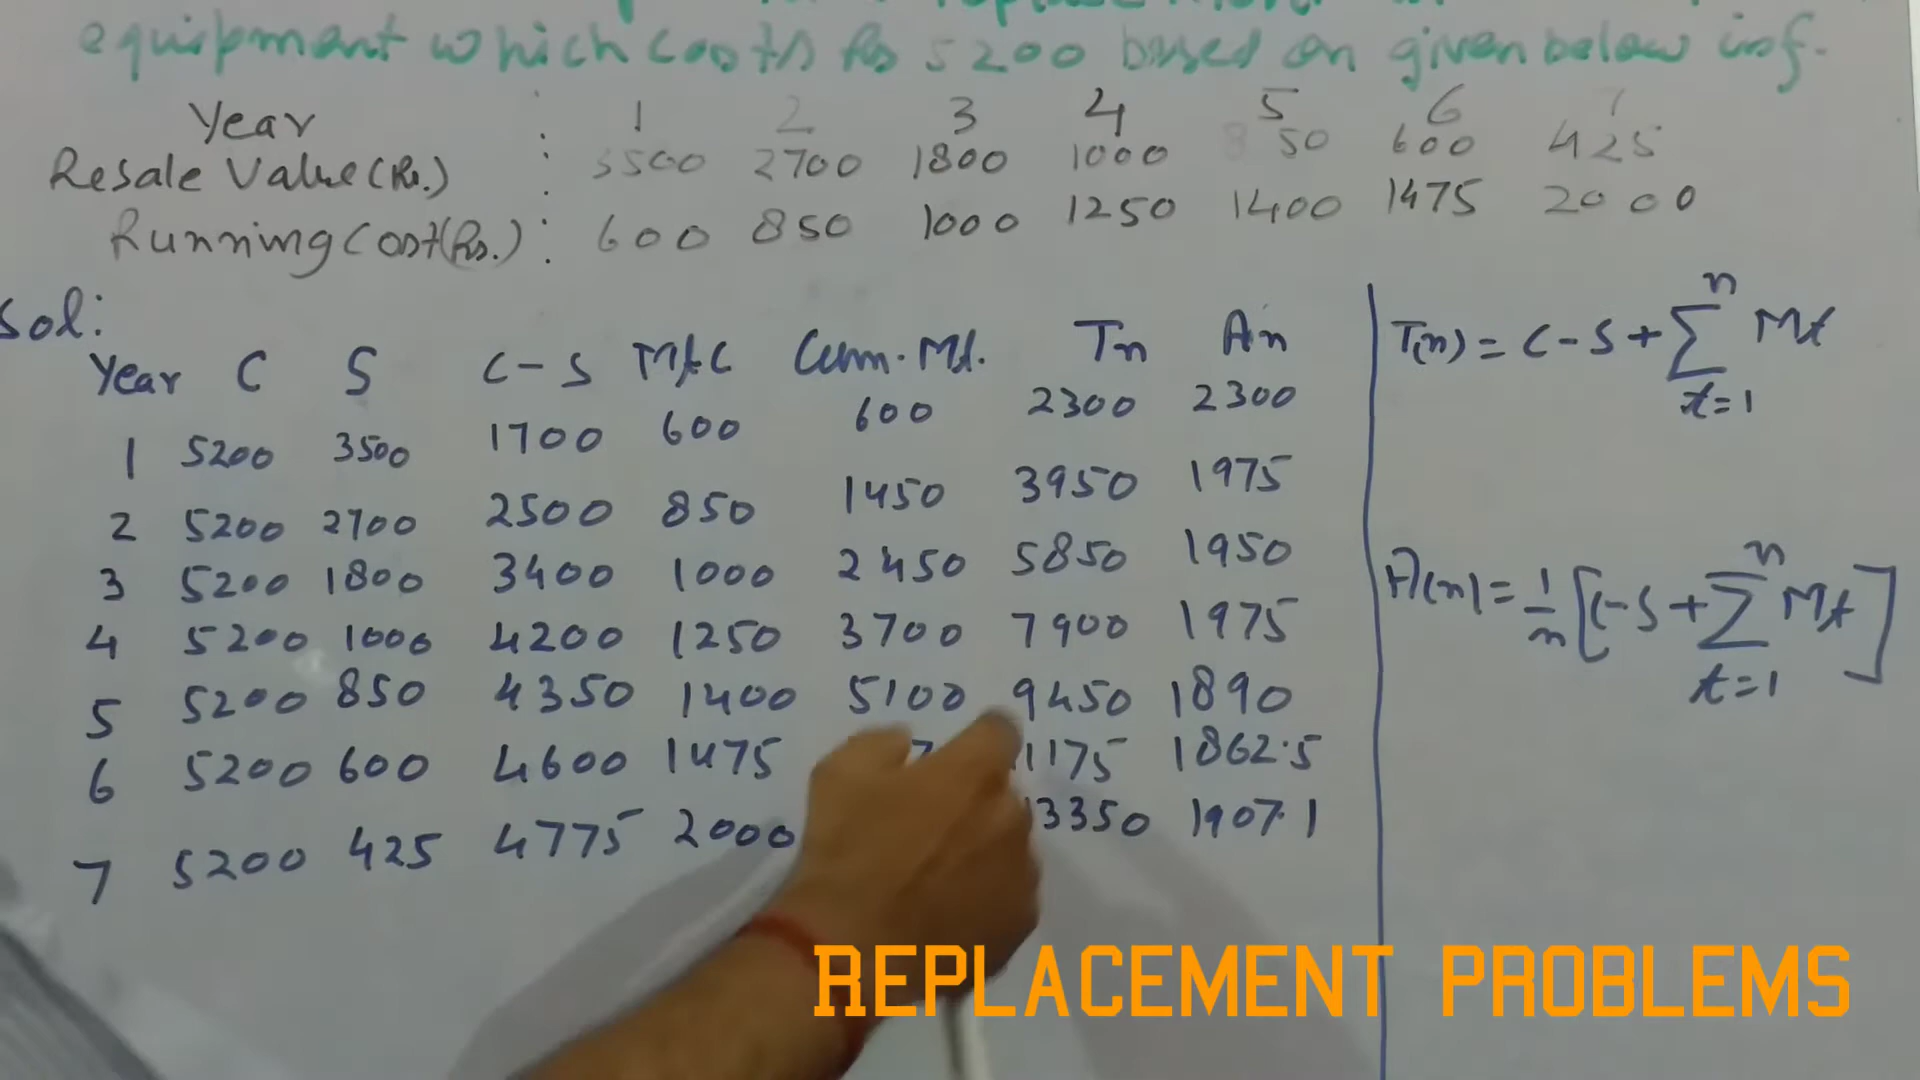 equipment which costs Rs 5200 based on given below inf.
Year : 1 2 3 4 5 6 7
Resale Value (Rs.) : 3500 2700 1800 1000 850 600 425
Running Cost (Rs.) : 600 850 1000 1250 1400 1475 2000
Sol:
Year C S C-S MtC Cum. Mt. Tn An
1 5200 3500 1700 600 600 2300 2300
2 5200 2700 2500 850 1450 3950 1975
3 5200 1800 3400 1000 2450 5850 1950
4 5200 1000 4200 1250 3700 7900 1975
5 5200 850 4350 1400 5100 9450 1890
6 5200 600 4600 1475 1175 1862.5
7 5200 425 4775 2000 13350 1907.1
T(n) = C-S + ∑ⁿₜ₌₁ Mt
A(n) = 1/n [C-S + ∑ⁿₜ₌₁ Mt]
REPLACEMENT PROBLEMS